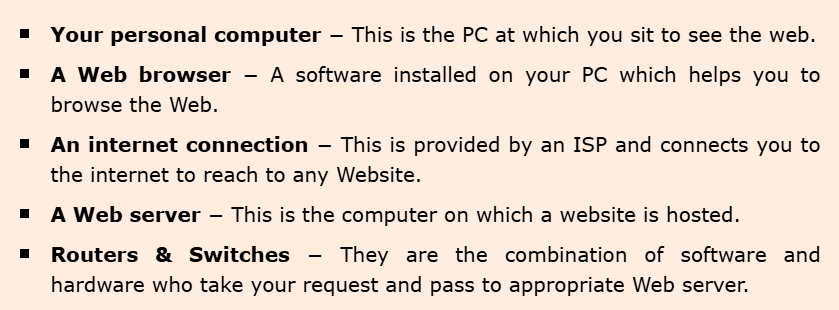 ▪ Your personal computer − This is the PC at which you sit to see the web.
▪ A Web browser − A software installed on your PC which helps you to
browse the Web.
▪ An internet connection − This is provided by an ISP and connects you to
the internet to reach to any Website.
▪ A Web server − This is the computer on which a website is hosted.
▪ Routers & Switches − They are the combination of software and
hardware who take your request and pass to appropriate Web server.